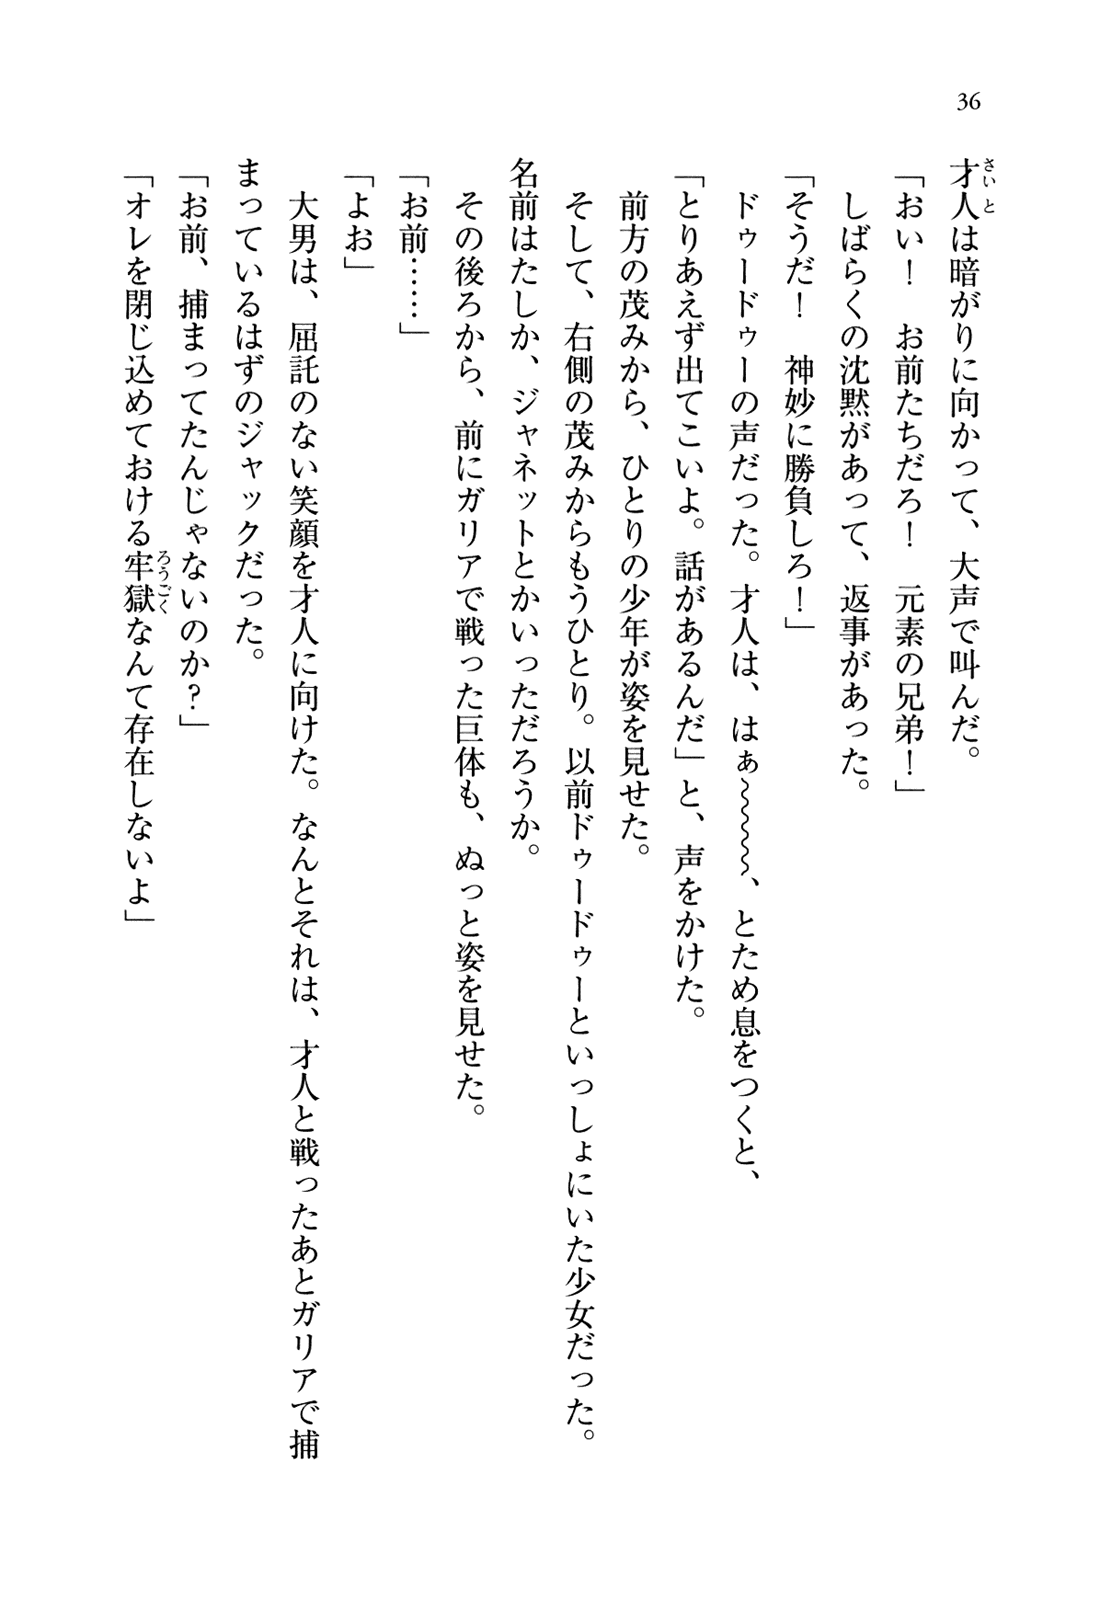 36
才人は暗がりに向かって、大声で叫んだ。
「おい！　お前たちだろ！　元素の兄弟！」
しばらくの沈黙があって、返事があった。
「そうだ！　神妙に勝負しろ！」
ドゥードゥーの声だった。才人は、はぁ〜〜〜〜、とため息をつくと、
「とりあえず出てこいよ。話があるんだ」と、声をかけた。
前方の茂みから、ひとりの少年が姿を見せた。
そして、右側の茂みからもうひとり。以前ドゥードゥーといっしょにいた少女だった。
名前はたしか、ジャネットとかいっただろうか。
その後ろから、前にガリアで戦った巨体も、ぬっと姿を見せた。
「お前……」
「よお」
大男は、屈託のない笑顔を才人に向けた。なんとそれは、才人と戦ったあとガリアで捕
まっているはずのジャックだった。
「お前、捕まってたんじゃないのか？」
「オレを閉じ込めておける牢獄なんて存在しないよ」
さいと
ろうごく